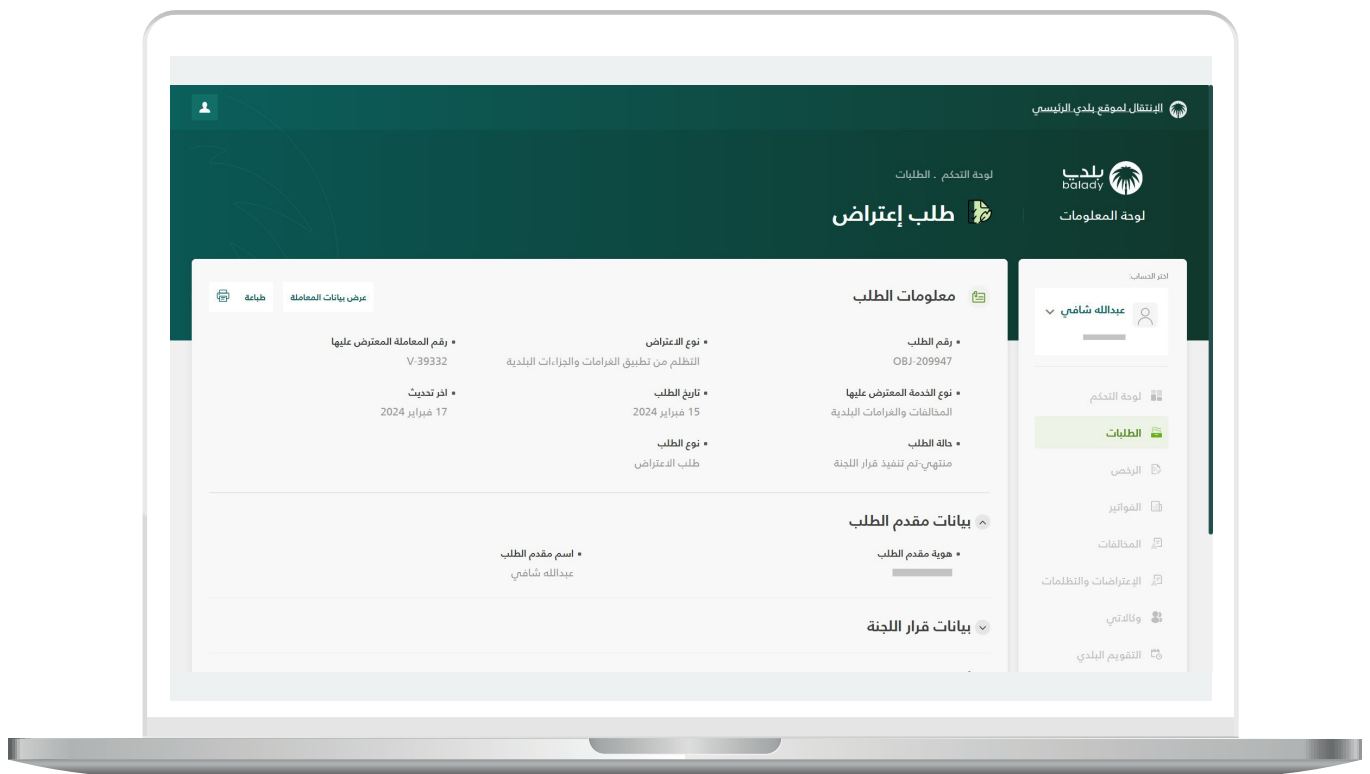 الإنتقال لموقع بلدي الرئيسي
بلدي
balady
لوحة المعلومات
لوحة التحكم . الطلبات
طلب إعتراض
اختر الحساب:
عبدالله شافي
لوحة التحكم
الطلبات
الرخص
الفواتير
المخالفات
الإعتراضات والتظلمات
وكالاتي
التقويم البلدي
معلومات الطلب
عرض بيانات المعاملة
طباعة
• رقم الطلب • نوع الاعتراض • رقم المعاملة المعترض عليها
OBJ-209947 التظلم من تطبيق الغرامات والجزاءات البلدية V-39332
• نوع الخدمة المعترض عليها • تاريخ الطلب • اخر تحديث
المخالفات والغرامات البلدية 15 فبراير 2024 17 فبراير 2024
• حالة الطلب • نوع الطلب
منتهي-تم تنفيذ قرار اللجنة طلب الاعتراض
بيانات مقدم الطلب
• هوية مقدم الطلب • اسم مقدم الطلب
عبدالله شافي
بيانات قرار اللجنة